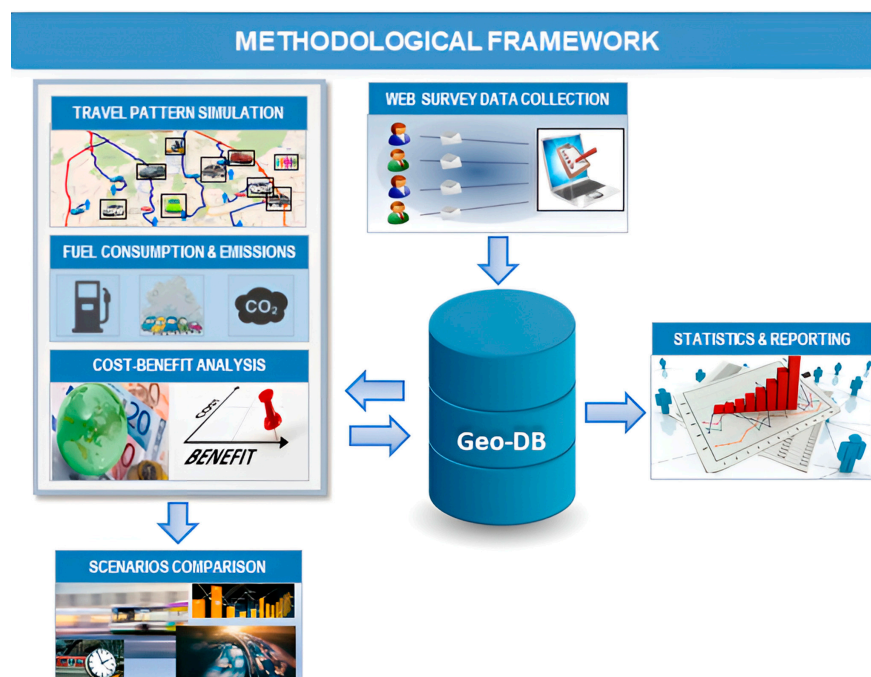 METHODOLOGICAL FRAMEWORK
TRAVEL PATTERN SIMULATION
FUEL CONSUMPTION & EMISSIONS
CO₂
COST-BENEFIT ANALYSIS
20
COST
BENEFIT
SCENARIOS COMPARISON
WEB SURVEY DATA COLLECTION
Geo-DB
STATISTICS & REPORTING